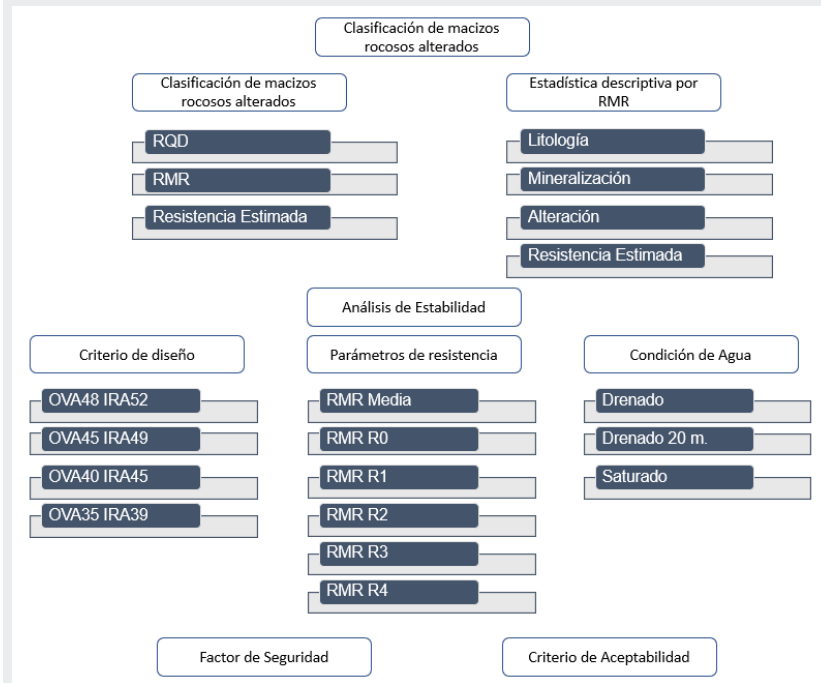 Clasificación de macizos
rocosos alterados
Clasificación de macizos
rocosos alterados
RQD
RMR
Resistencia Estimada
Estadística descriptiva por
RMR
Litología
Mineralización
Alteración
Resistencia Estimada
Análisis de Estabilidad
Criterio de diseño
OVA48 IRA52
OVA45 IRA49
OVA40 IRA45
OVA35 IRA39
Parámetros de resistencia
RMR Media
RMR R0
RMR R1
RMR R2
RMR R3
RMR R4
Condición de Agua
Drenado
Drenado 20 m.
Saturado
Factor de Seguridad
Criterio de Aceptabilidad